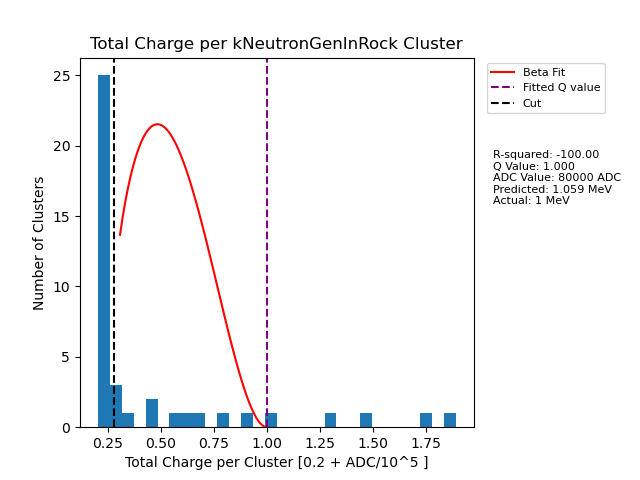 Total Charge per kNeutronGenInRock Cluster
Beta Fit
Fitted Q value
Cut
R-squared: -100.00
Q Value: 1.000
ADC Value: 80000 ADC
Predicted: 1.059 MeV
Actual: 1 MeV
Number of Clusters
25
20
15
10
5
0
0.25 0.50 0.75 1.00 1.25 1.50 1.75
Total Charge per Cluster [0.2 + ADC/10^5 ]